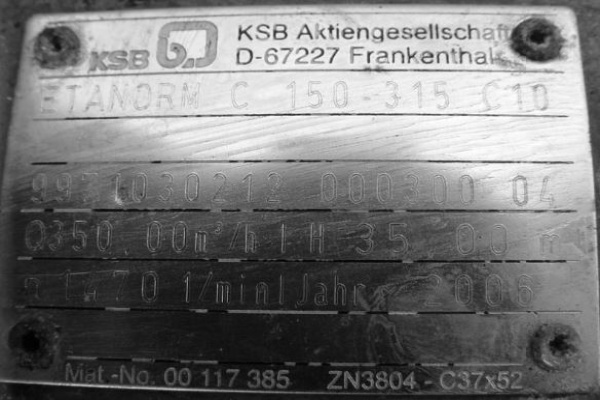 KSB KSB Aktiengesellschaft
D-67227 Frankenthal
ETANORM C 150-315 C10
9971030212 000300 04
Q350.00m³/h | H 35.00 m
n 1470 1/min | Jahr 2006
Mat-No. 00 117 385 ZN3804 - C37x52